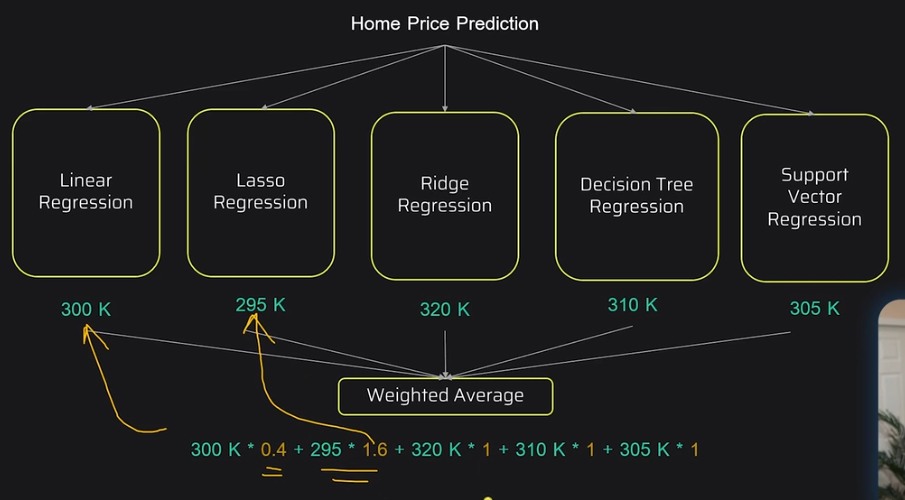 Home Price Prediction
Linear
Regression
Lasso
Regression
Ridge
Regression
Decision Tree
Regression
Support
Vector
Regression
300 K
295 K
320 K
310 K
305 K
Weighted Average
300 K * 0.4 + 295 * 1.6 + 320 K * 1 + 310 K * 1 + 305 K * 1